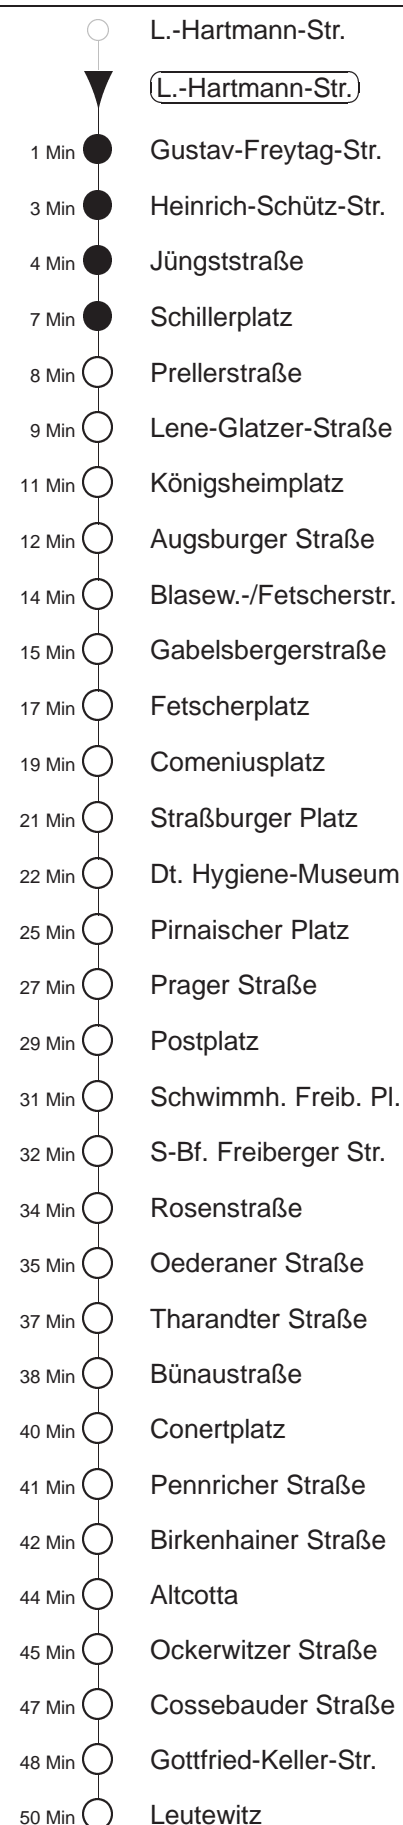 L.-Hartmann-Str.
L.-Hartmann-Str.
1 Min Gustav-Freytag-Str.
3 Min Heinrich-Schütz-Str.
4 Min Jüngststraße
7 Min Schillerplatz
8 Min Prellerstraße
9 Min Lene-Glatzer-Straße
11 Min Königsheimplatz
12 Min Augsburger Straße
14 Min Blasew.-/Fetscherstr.
15 Min Gabelsbergerstraße
17 Min Fetscherplatz
19 Min Comeniusplatz
21 Min Straßburger Platz
22 Min Dt. Hygiene-Museum
25 Min Pirnaischer Platz
27 Min Prager Straße
29 Min Postplatz
31 Min Schwimmh. Freib. Pl.
32 Min S-Bf. Freiberger Str.
34 Min Rosenstraße
35 Min Oederaner Straße
37 Min Tharandter Straße
38 Min Bünaustraße
40 Min Conertplatz
41 Min Pennricher Straße
42 Min Birkenhainer Straße
44 Min Altcotta
45 Min Ockerwitzer Straße
47 Min Cossebauder Straße
48 Min Gottfried-Keller-Str.
50 Min Leutewitz